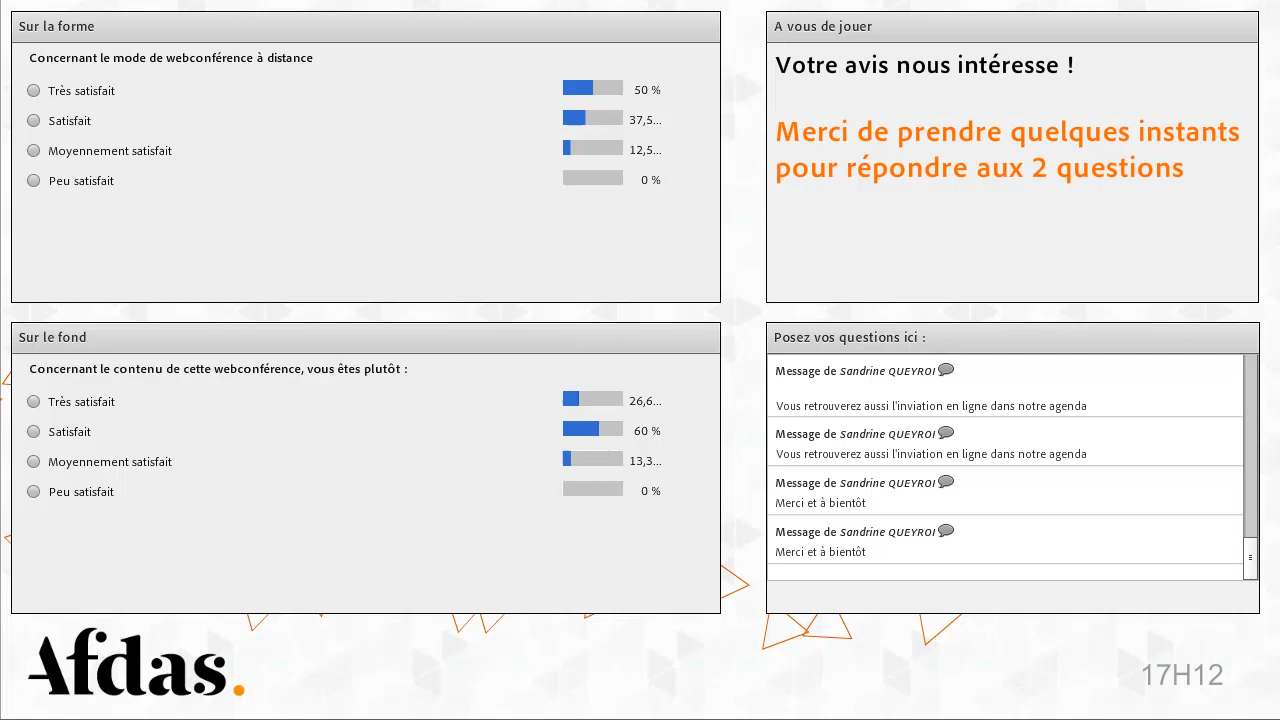 Sur la forme
Concernant le mode de webconférence à distance
Très satisfait 50 %
Satisfait 37,5...
Moyennement satisfait 12,5...
Peu satisfait 0 %
A vous de jouer
Votre avis nous intéresse !
Merci de prendre quelques instants
pour répondre aux 2 questions
Sur le fond
Concernant le contenu de cette webconférence, vous êtes plutôt :
Très satisfait 26,6...
Satisfait 60 %
Moyennement satisfait 13,3...
Peu satisfait 0 %
Posez vos questions ici :
Message de Sandrine QUEYROI
Vous retrouverez aussi l'inviation en ligne dans notre agenda
Message de Sandrine QUEYROI
Vous retrouverez aussi l'inviation en ligne dans notre agenda
Message de Sandrine QUEYROI
Merci et à bientôt
Message de Sandrine QUEYROI
Merci et à bientôt
Afdas.
17H12